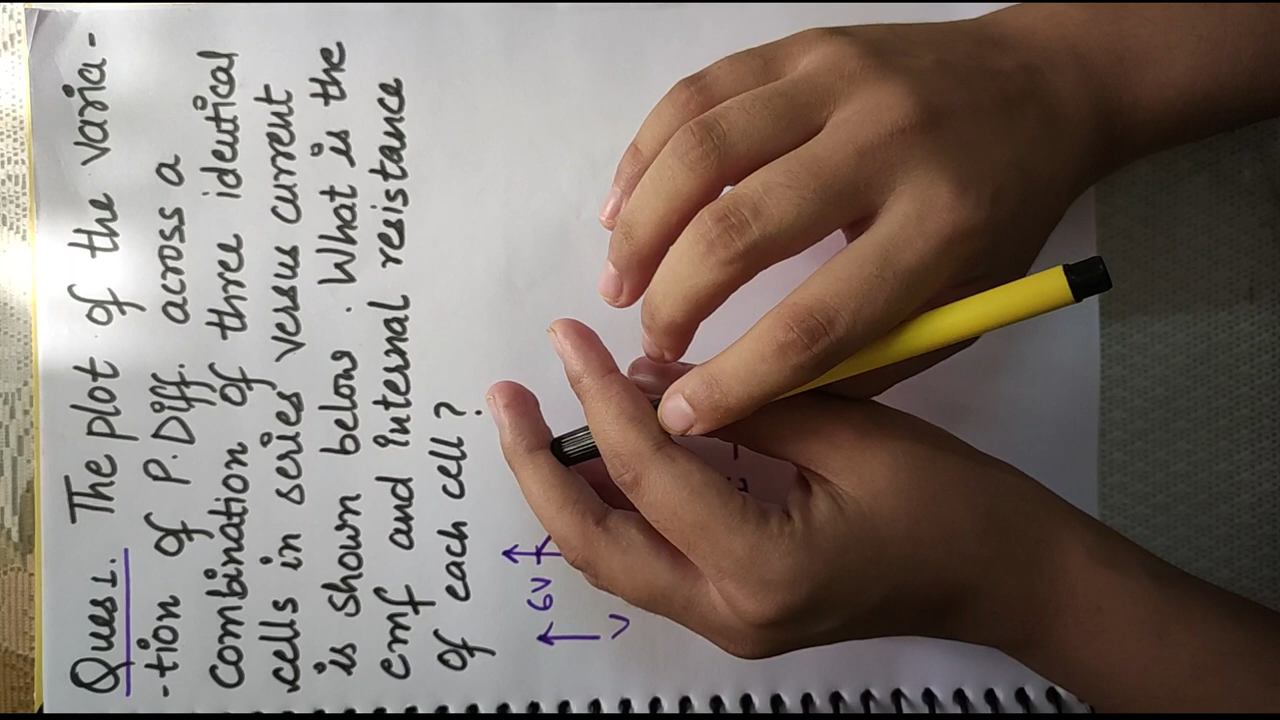 Ques 1. The plot of the varia-
-tion of P.Diff. across a
combination of three identical
cells in series versus current
is shown below. What is the
emf and internal resistance
of each cell?
6V
V